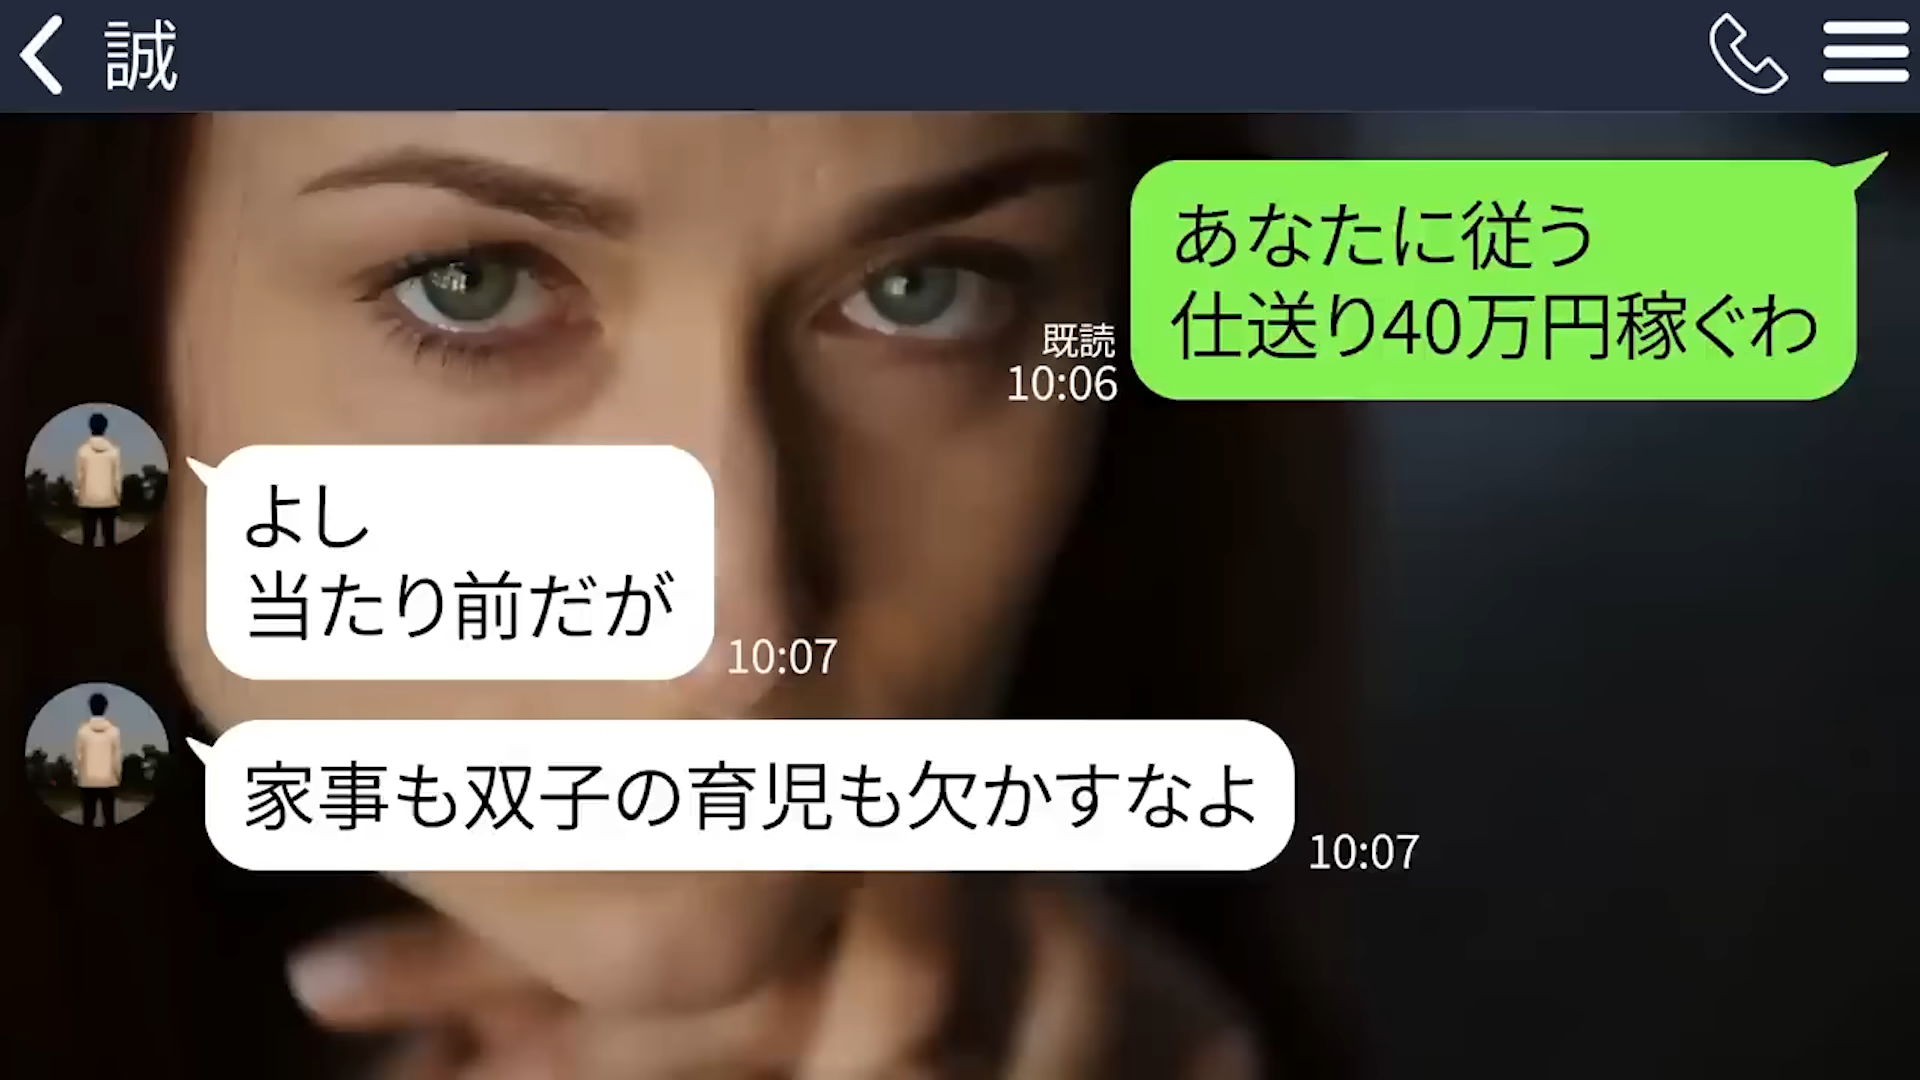 誠
あなたに従う
仕送り40万円稼ぐわ
既読
10:06
よし
当たり前だが
10:07
家事も双子の育児も欠かすなよ
10:07